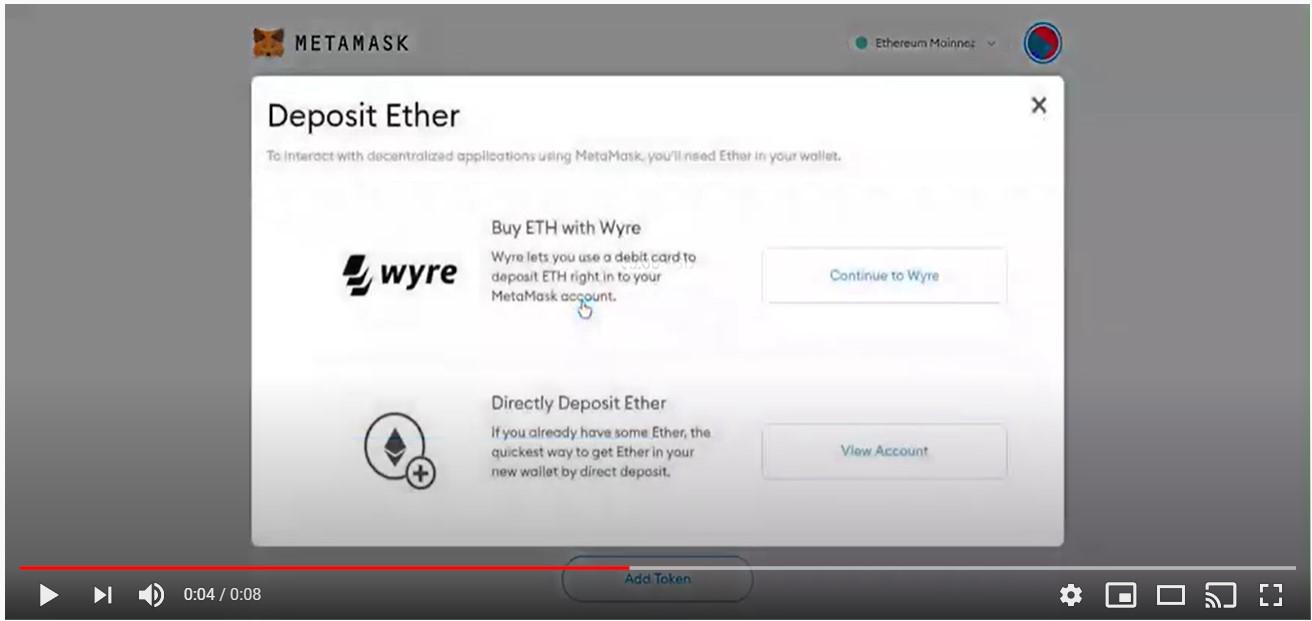 METAMASK
Ethereum Mainnet
Deposit Ether
To interact with decentralized applications using MetaMask, you'll need Ether in your wallet.
wyre
Buy ETH with Wyre
Wyre lets you use a debit card to
deposit ETH right in to your
MetaMask account.
Continue to Wyre
Directly Deposit Ether
If you already have some Ether, the
quickest way to get Ether in your
new wallet by direct deposit.
View Account
Add Token
0:04 / 0:08